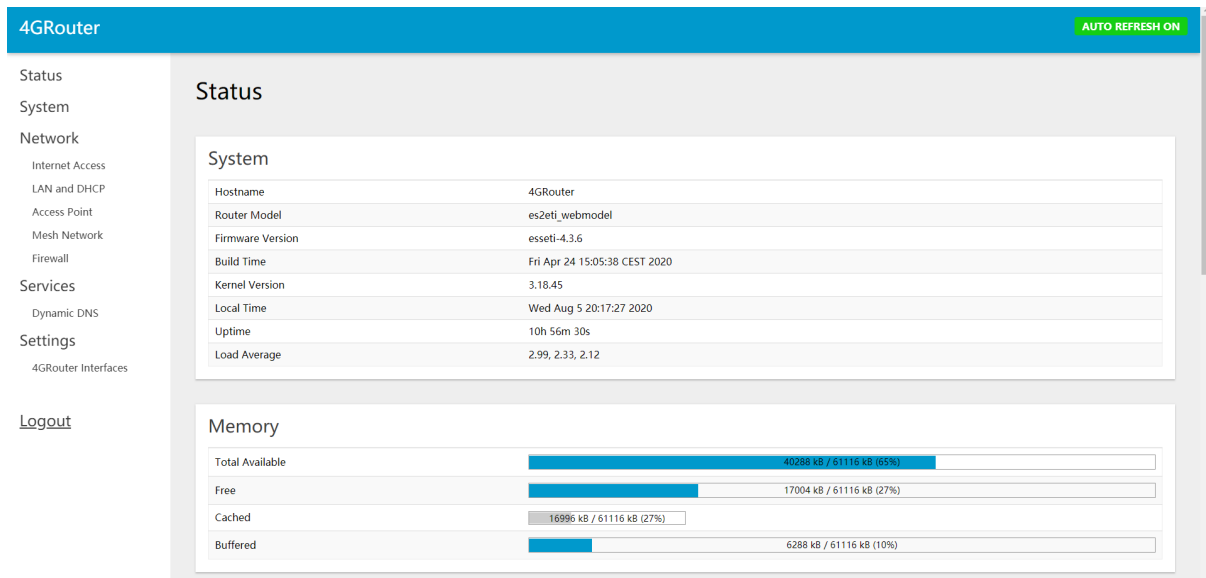 4GRouter
AUTO REFRESH ON
Status
System
Network
Internet Access
LAN and DHCP
Access Point
Mesh Network
Firewall
Services
Dynamic DNS
Settings
4GRouter Interfaces
Logout
Status
System
Hostname 4GRouter
Router Model es2eti_webmodel
Firmware Version esseti-4.3.6
Build Time Fri Apr 24 15:05:38 CEST 2020
Kernel Version 3.18.45
Local Time Wed Aug 5 20:17:27 2020
Uptime 10h 56m 30s
Load Average 2.99, 2.33, 2.12
Memory
Total Available 40288 kB / 61116 kB (65%)
Free 17004 kB / 61116 kB (27%)
Cached 16996 kB / 61116 kB (27%)
Buffered 6288 kB / 61116 kB (10%)